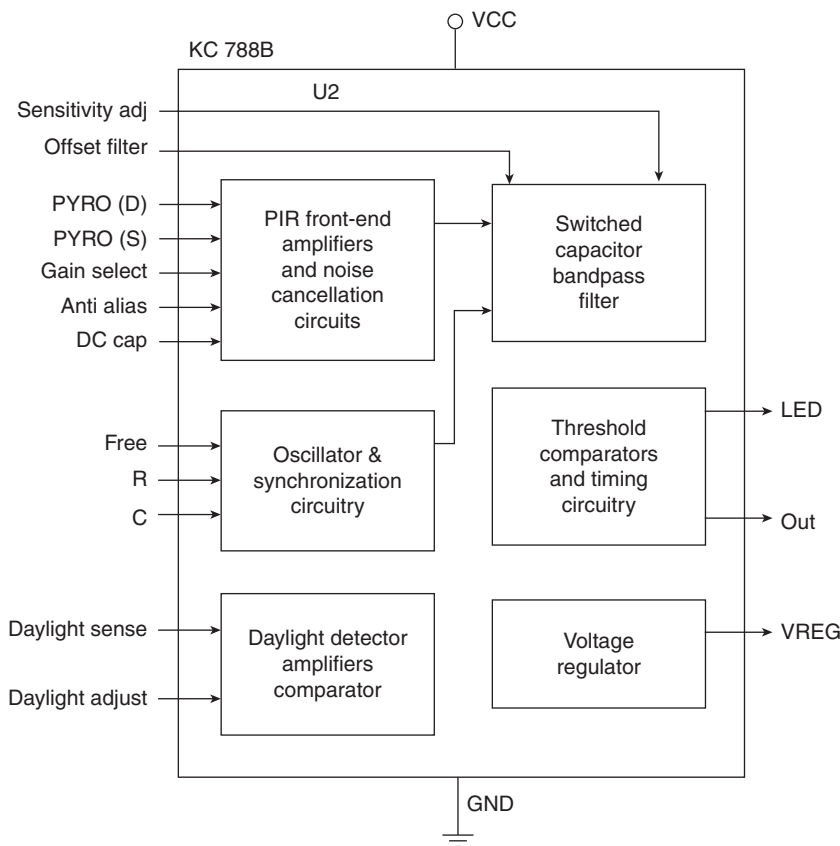 VCC
KC 788B
U2
Sensitivity adj
Offset filter
PYRO (D)
PYRO (S)
Gain select
Anti alias
DC cap
PIR front-end
amplifiers
and noise
cancellation
circuits
Switched
capacitor
bandpass
filter
Free
R
C
Oscillator &
synchronization
circuitry
Threshold
comparators
and timing
circuitry
LED
Out
Daylight sense
Daylight adjust
Daylight detector
amplifiers
comparator
Voltage
regulator
VREG
GND